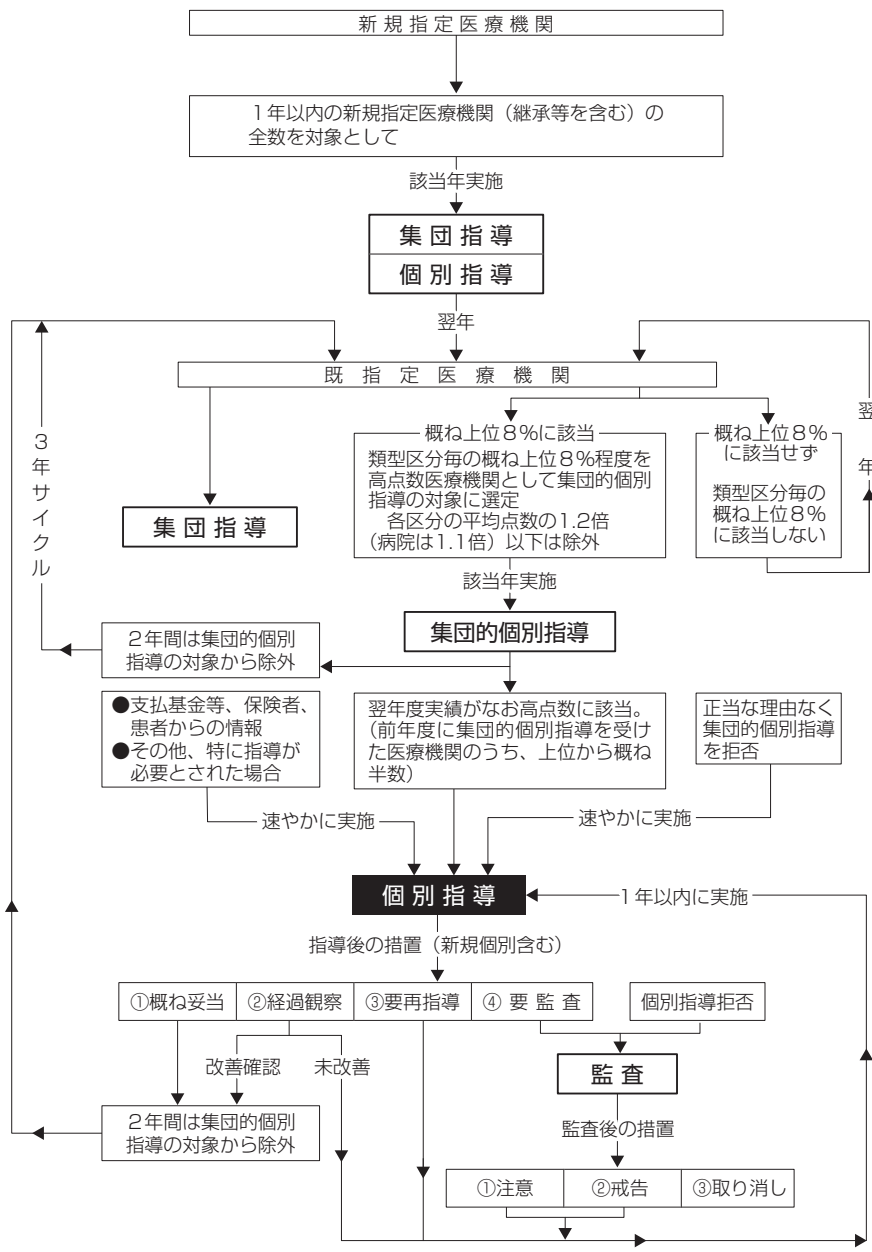 新規指定医療機関
1年以内の新規指定医療機関（継承等を含む）の
全数を対象として
該当年実施
集団指導
個別指導
翌年
既指定医療機関
3年サイクル
集団指導
概ね上位8%に該当
類型区分毎の概ね上位8%程度を
高点数医療機関として集団的個別
指導の対象に選定
各区分の平均点数の1.2倍
（病院は1.1倍）以下は除外
概ね上位8%
に該当せず
類型区分毎の
概ね上位8%
に該当しない
翌年
該当年実施
集団的個別指導
2年間は集団的個別
指導の対象から除外
●支払基金等、保険者、
患者からの情報
●その他、特に指導が
必要とされた場合
翌年度実績がなお高点数に該当。
（前年度に集団的個別指導を受け
た医療機関のうち、上位から概ね
半数）
正当な理由なく
集団的個別指導
を拒否
速やかに実施
速やかに実施
個別指導
1年以内に実施
指導後の措置（新規個別含む）
①概ね妥当
②経過観察
③要再指導
④要監査
個別指導拒否
改善確認
未改善
監査
2年間は集団的個別
指導の対象から除外
監査後の措置
①注意
②戒告
③取り消し